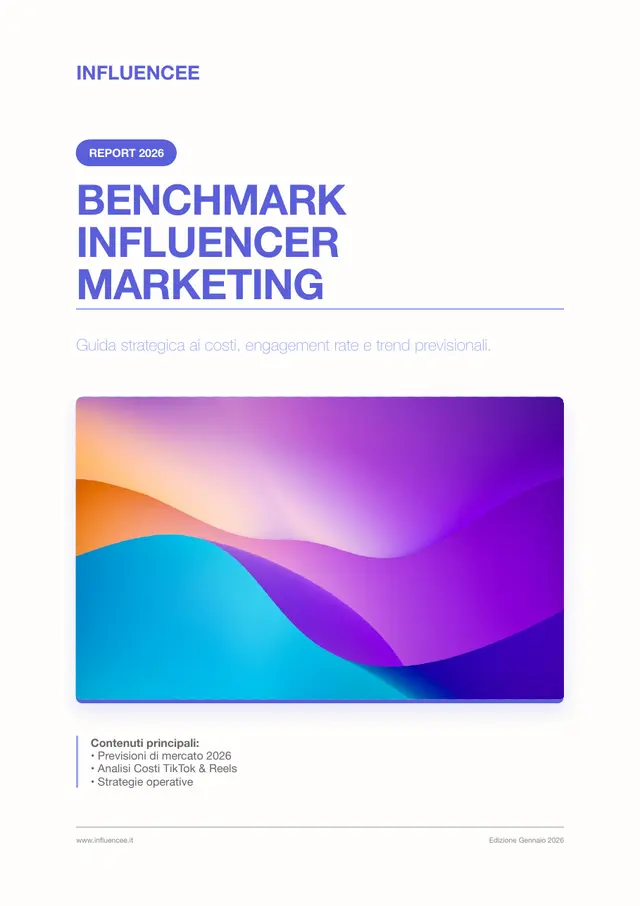 INFLUENCEE
REPORT 2026
BENCHMARK
INFLUENCER
MARKETING
Guida strategica ai costi, engagement rate e trend previsionali.
Contenuti principali:
• Previsioni di mercato 2026
• Analisi Costi TikTok & Reels
• Strategie operative
www.influencee.it
Edizione Gennaio 2026